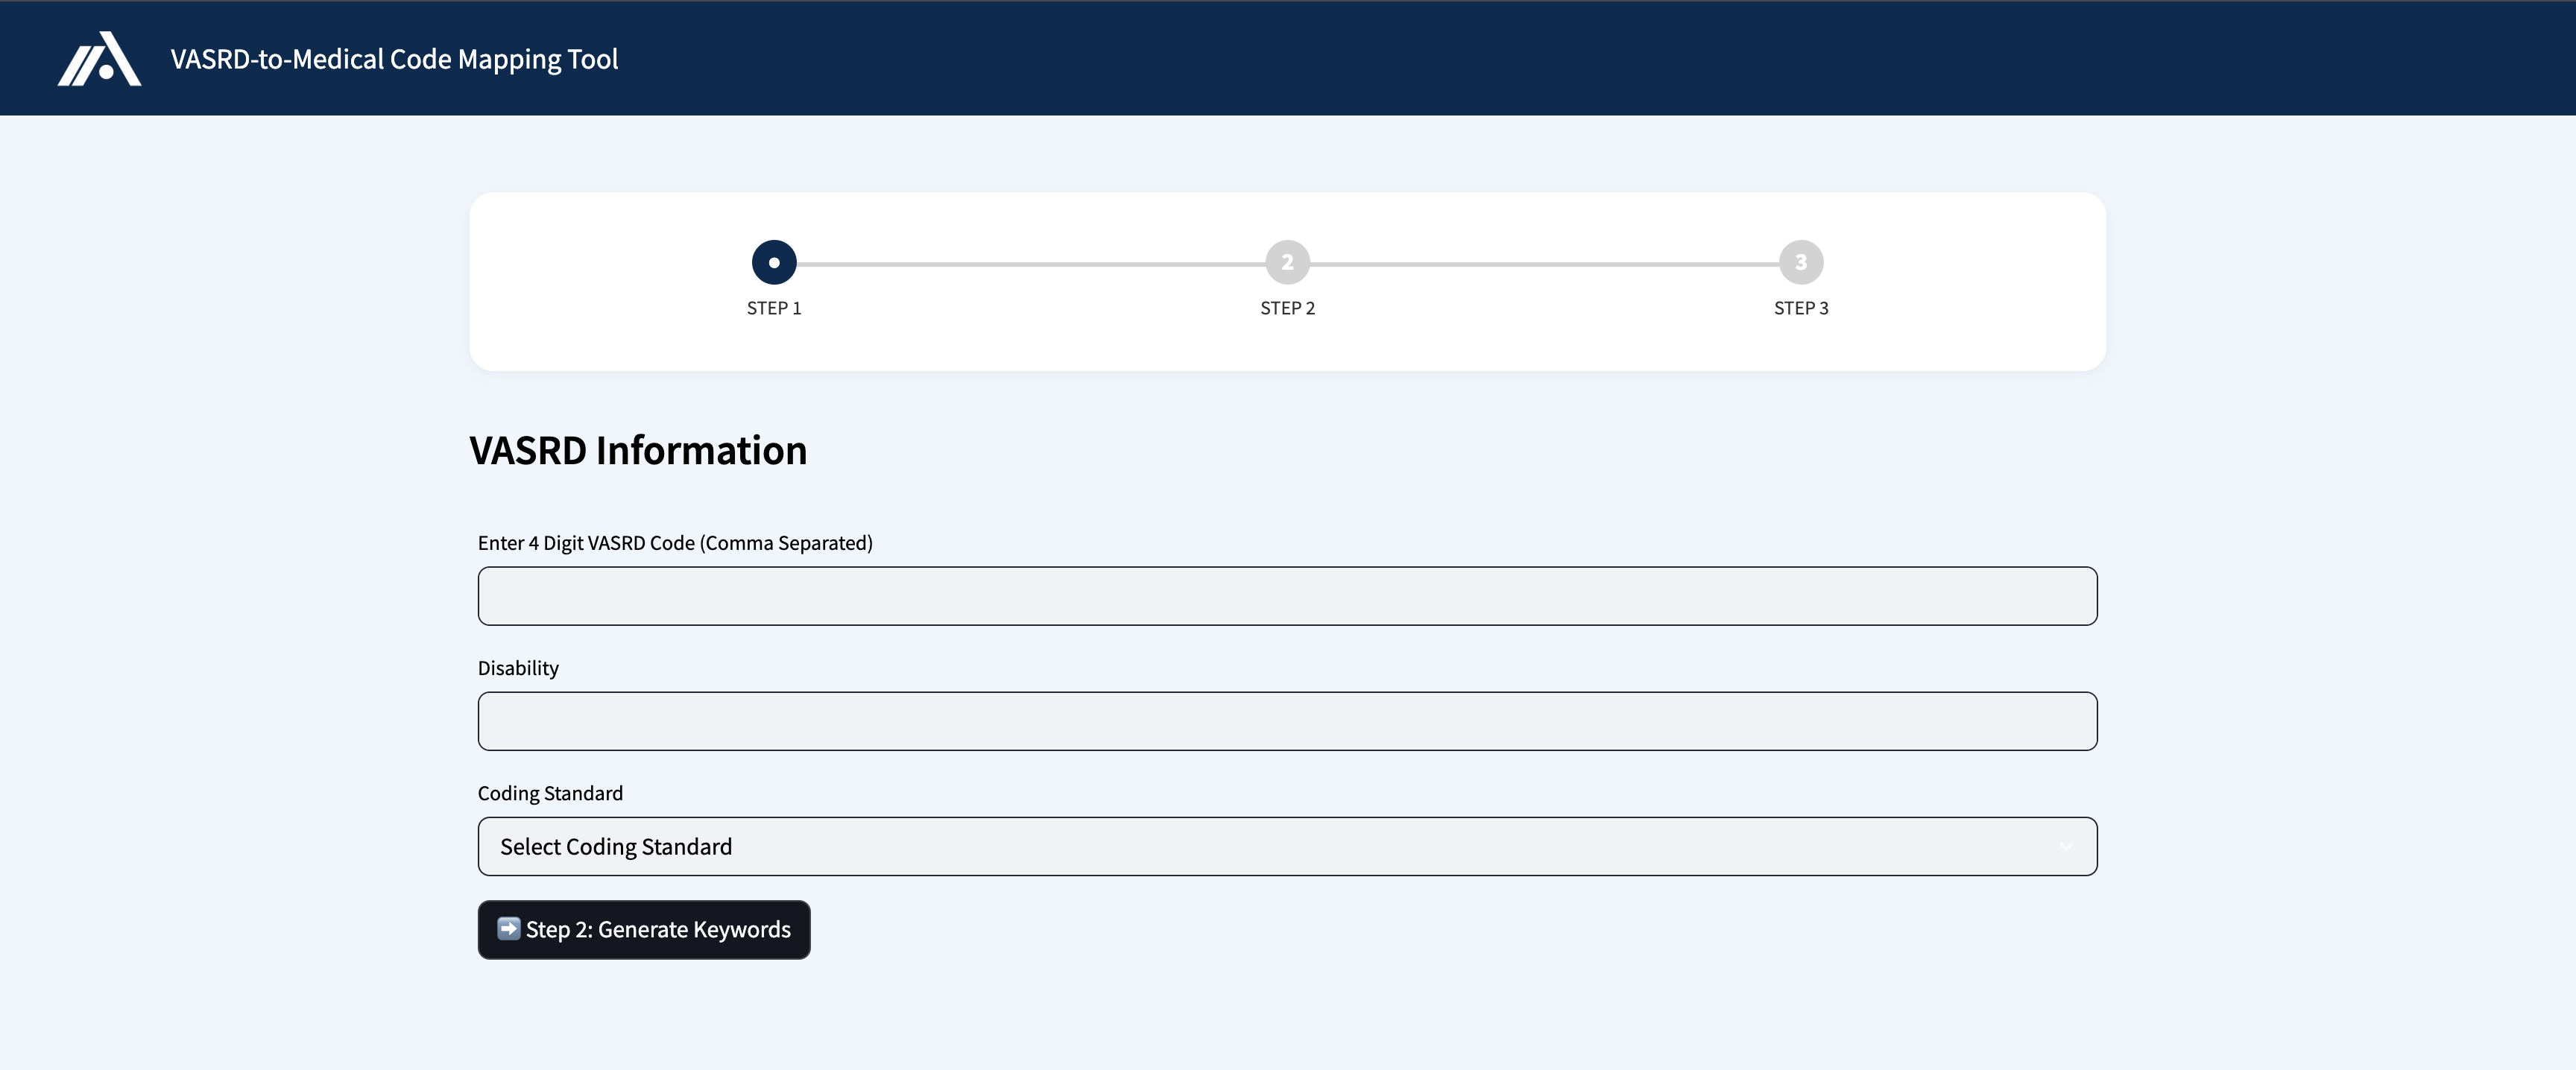 VASRD-to-Medical Code Mapping Tool
2
3
STEP 1
STEP 2
STEP 3
VASRD Information
Enter 4 Digit VASRD Code (Comma Separated)
Disability
Coding Standard
Select Coding Standard
➡️ Step 2: Generate Keywords